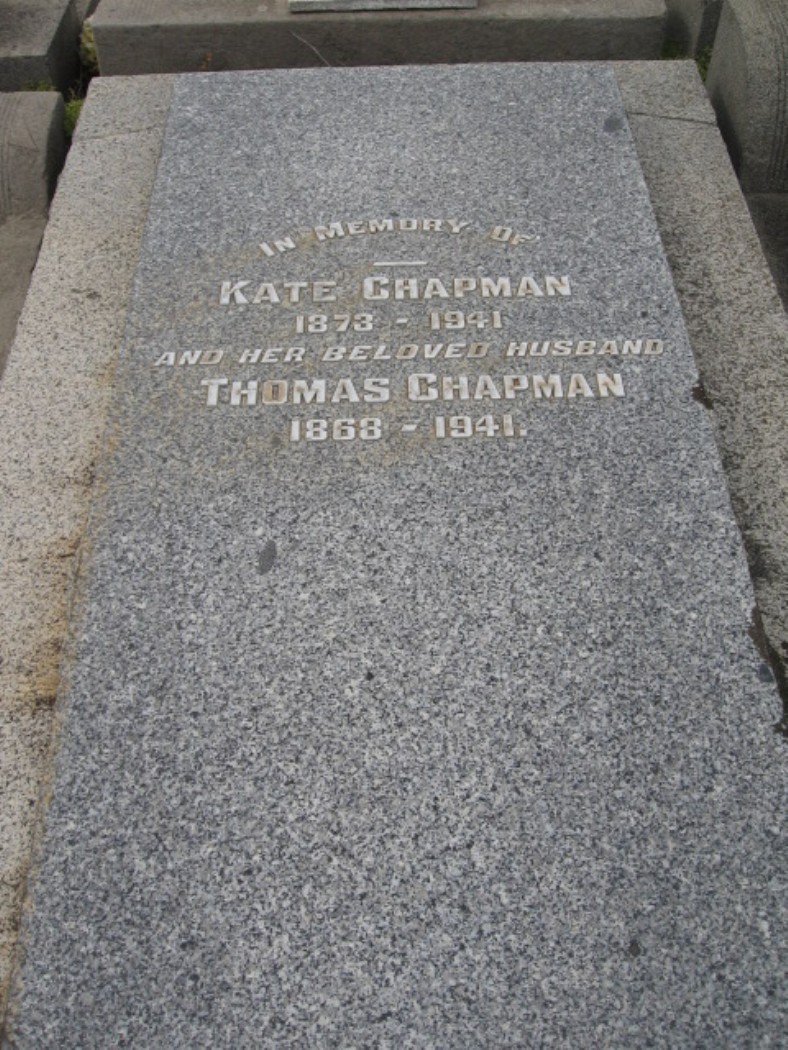 IN MEMORY OF
KATE CHAPMAN
1873 - 1941
AND HER BELOVED HUSBAND
THOMAS CHAPMAN
1868 - 1941.